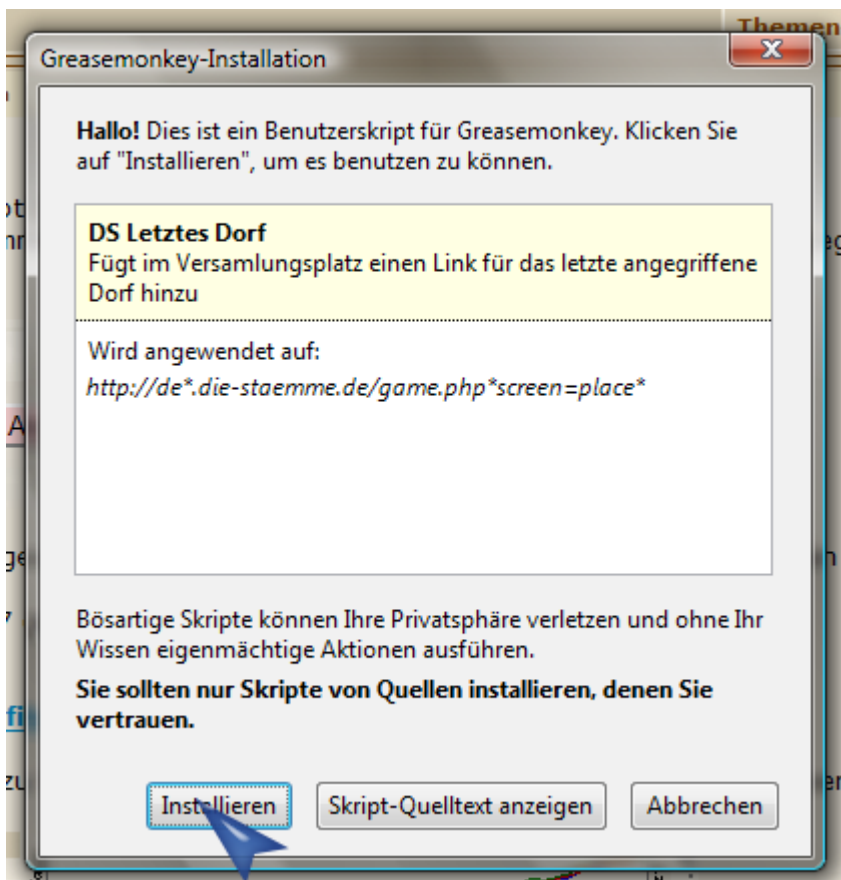 Themen
Greasemonkey-Installation
Hallo! Dies ist ein Benutzerskript für Greasemonkey. Klicken Sie
auf "Installieren", um es benutzen zu können.
DS Letztes Dorf
Fügt im Versamlungsplatz einen Link für das letzte angegriffene
Dorf hinzu
Wird angewendet auf:
http://de*.die-staemme.de/game.php*screen=place*
Bösartige Skripte können Ihre Privatsphäre verletzen und ohne Ihr
Wissen eigenmächtige Aktionen ausführen.
Sie sollten nur Skripte von Quellen installieren, denen Sie
vertrauen.
Installieren Skript-Quelltext anzeigen Abbrechen